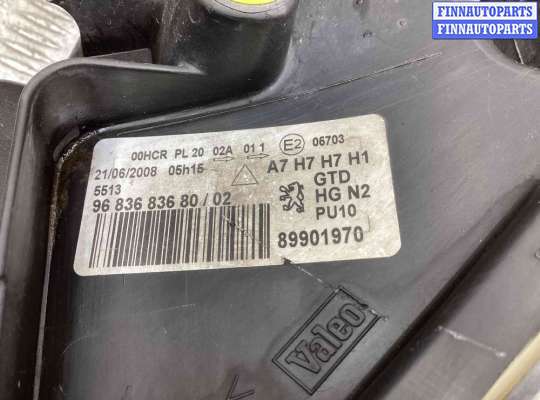 FINNAUTOPARTS
FINNAUTOPARTS
00HCR PL 20 02A 01 1 E2 06703
21/06/2008 05h15 A7 H7 H7 H1
5513 GTD
96 836 836 80 / 02 HG N2
PU10
89901970
Valeo